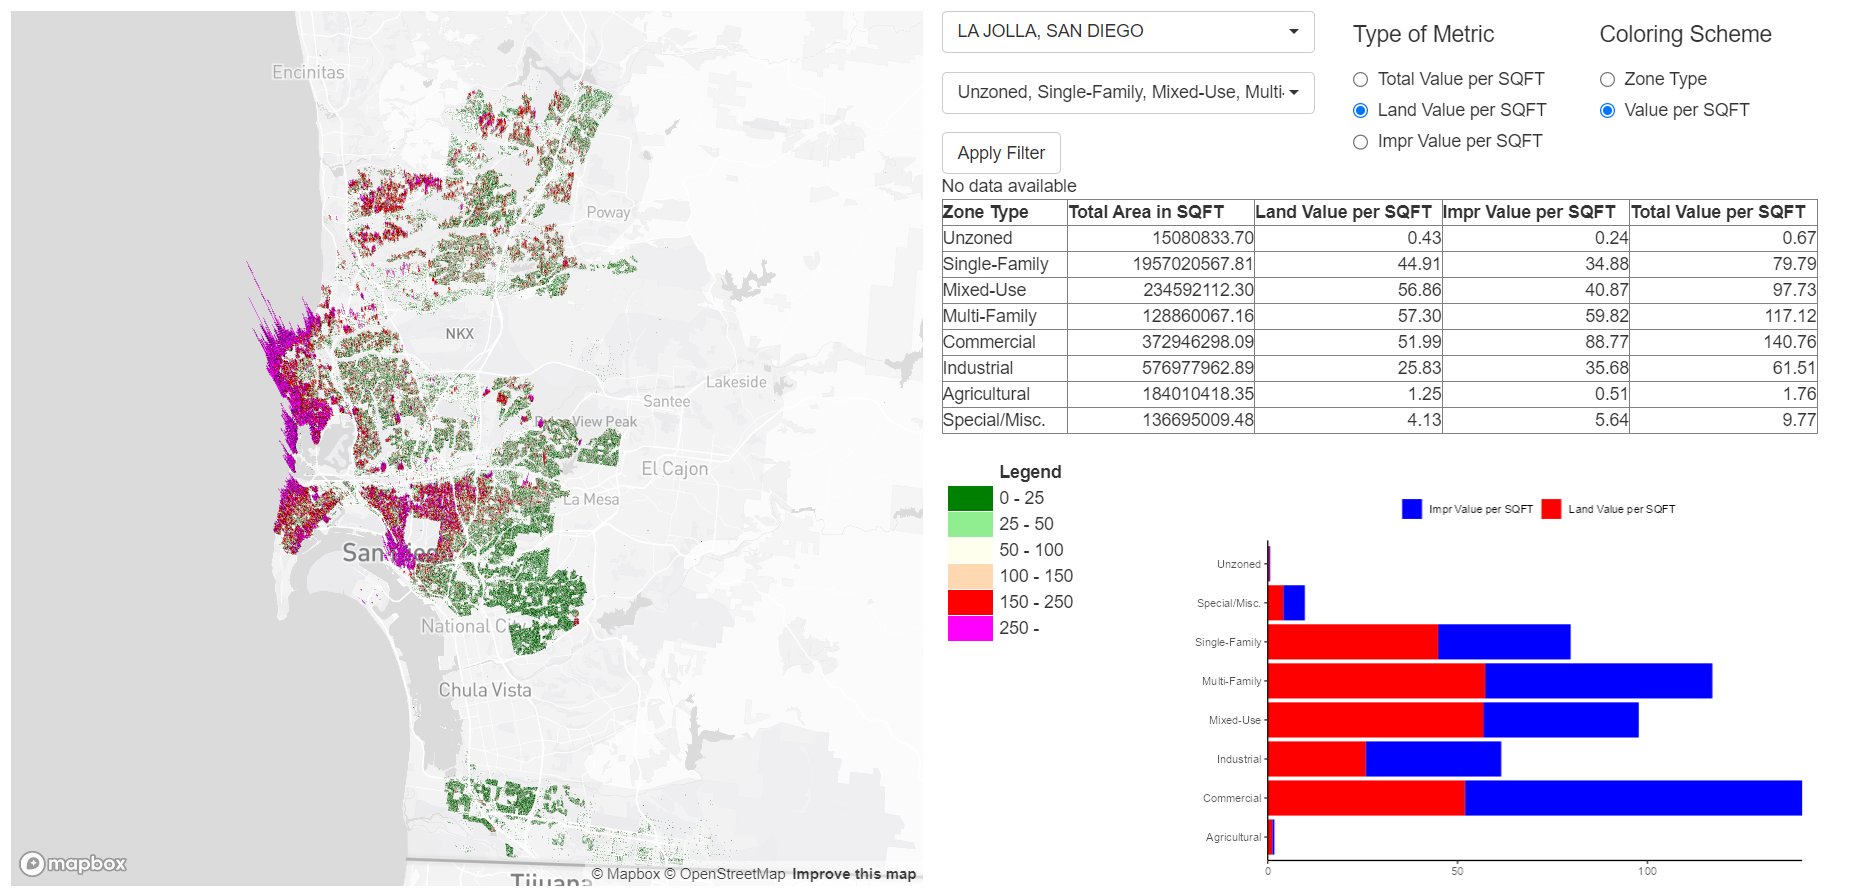 Encinitas
Poway
NKX
Lakeside
Santee
View Peak
El Cajon
La Mesa
San Diego
National City
Chula Vista
Tijuana
mapbox
© Mapbox © OpenStreetMap Improve this map
LA JOLLA, SAN DIEGO
Unzoned, Single-Family, Mixed-Use, Multi-
Apply Filter
Type of Metric
Total Value per SQFT
Land Value per SQFT
Impr Value per SQFT
Coloring Scheme
Zone Type
Value per SQFT
No data available
Zone Type Total Area in SQFT Land Value per SQFT Impr Value per SQFT Total Value per SQFT
Unzoned 15080833.70 0.43 0.24 0.67
Single-Family 1957020567.81 44.91 34.88 79.79
Mixed-Use 234592112.30 56.86 40.87 97.73
Multi-Family 128860067.16 57.30 59.82 117.12
Commercial 372946298.09 51.99 88.77 140.76
Industrial 576977962.89 25.83 35.68 61.51
Agricultural 184010418.35 1.25 0.51 1.76
Special/Misc. 136695009.48 4.13 5.64 9.77
Legend
0 - 25
25 - 50
50 - 100
100 - 150
150 - 250
250 -
Impr Value per SQFT Land Value per SQFT
Unzoned
Special/Misc.
Single-Family
Multi-Family
Mixed-Use
Industrial
Commercial
Agricultural
0 50 100